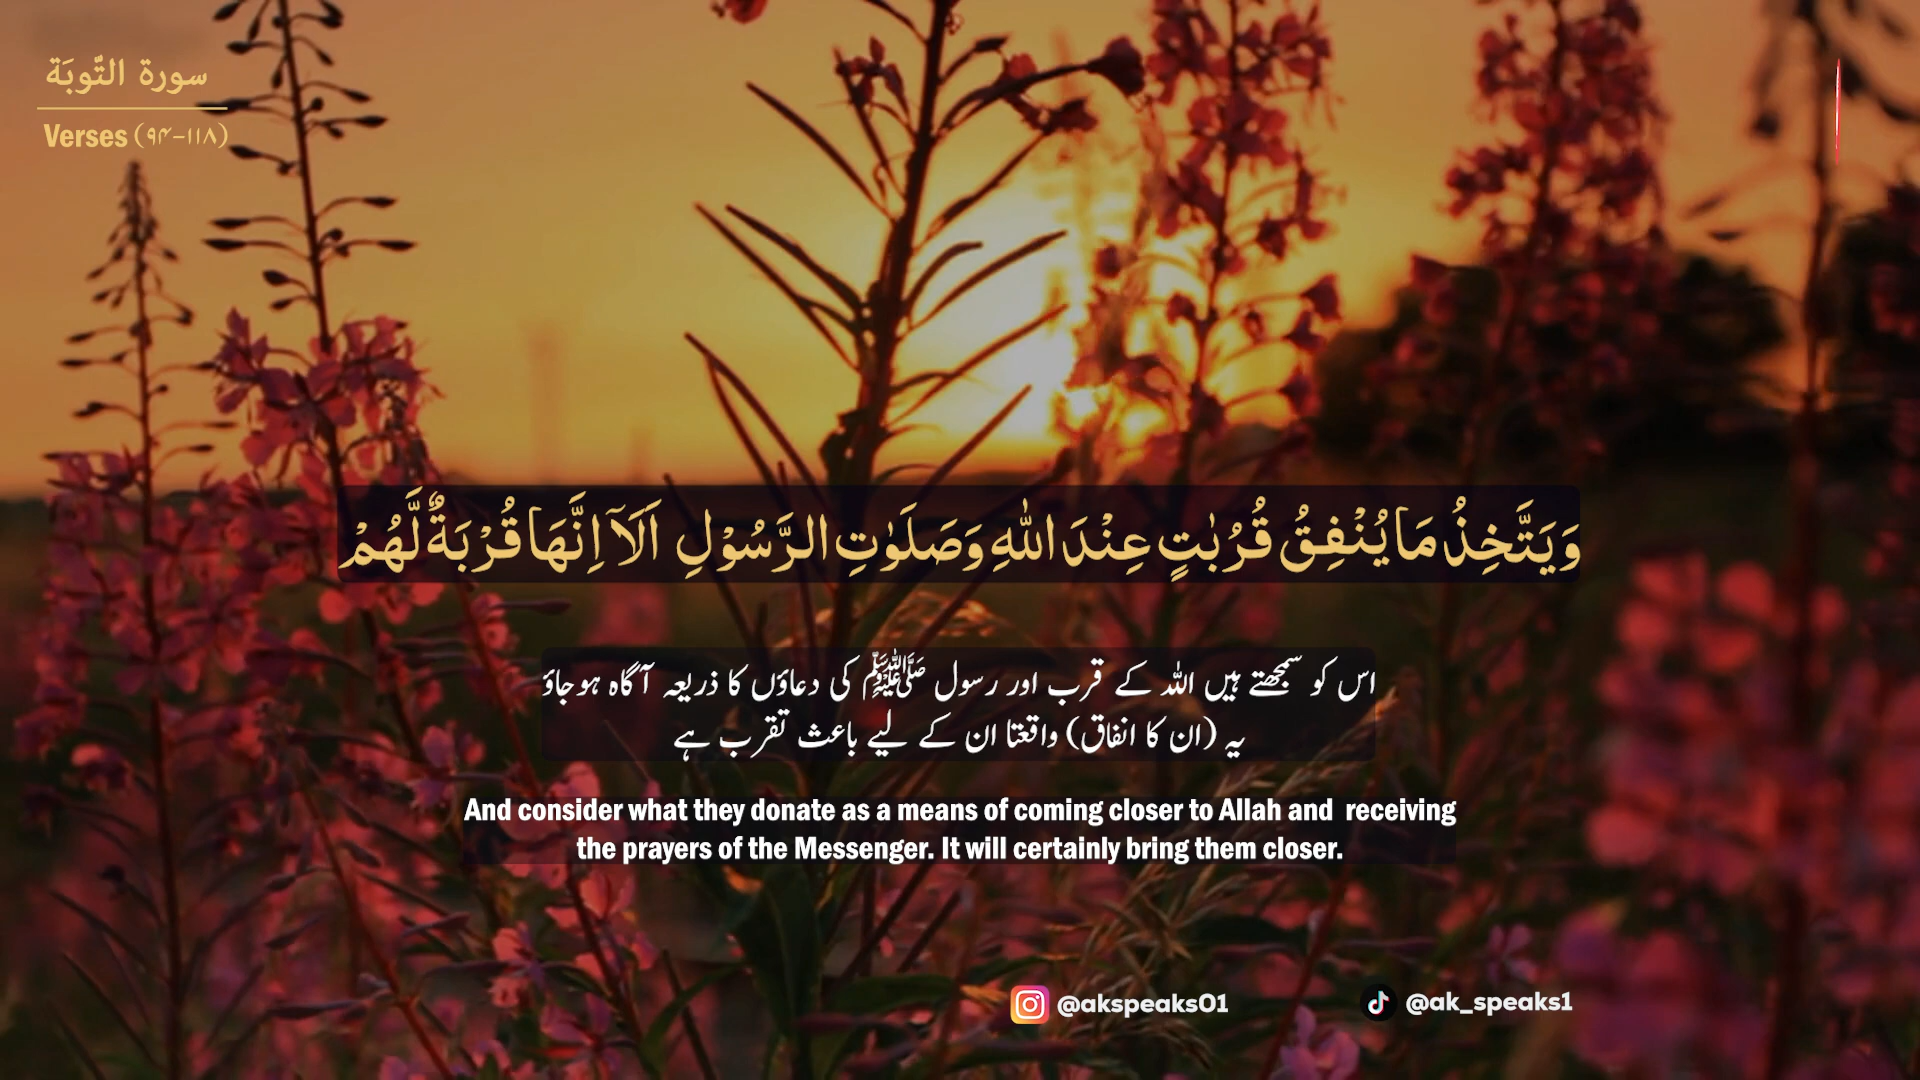 سورة التّوبَة
Verses (۹۴-۱۱۸)
وَيَتَّخِذُ مَا يُنْفِقُ قُرُبٰتٍ عِنْدَ اللّٰهِ وَصَلَوٰتِ الرَّسُوْلِ اَلَاۤ اِنَّهَا قُرْبَةٌ لَّهُمْ
اس کو سمجھتے ہیں اللہ کے قرب اور رسول ﷺ کی دعاؤں کا ذریعہ آگاہ ہوجاؤ
یہ (ان کا انفاق) واقعتا ان کے لیے باعث تقرب ہے
And consider what they donate as a means of coming closer to Allah and receiving
the prayers of the Messenger. It will certainly bring them closer.
@akspeaks01
@ak_speaks1